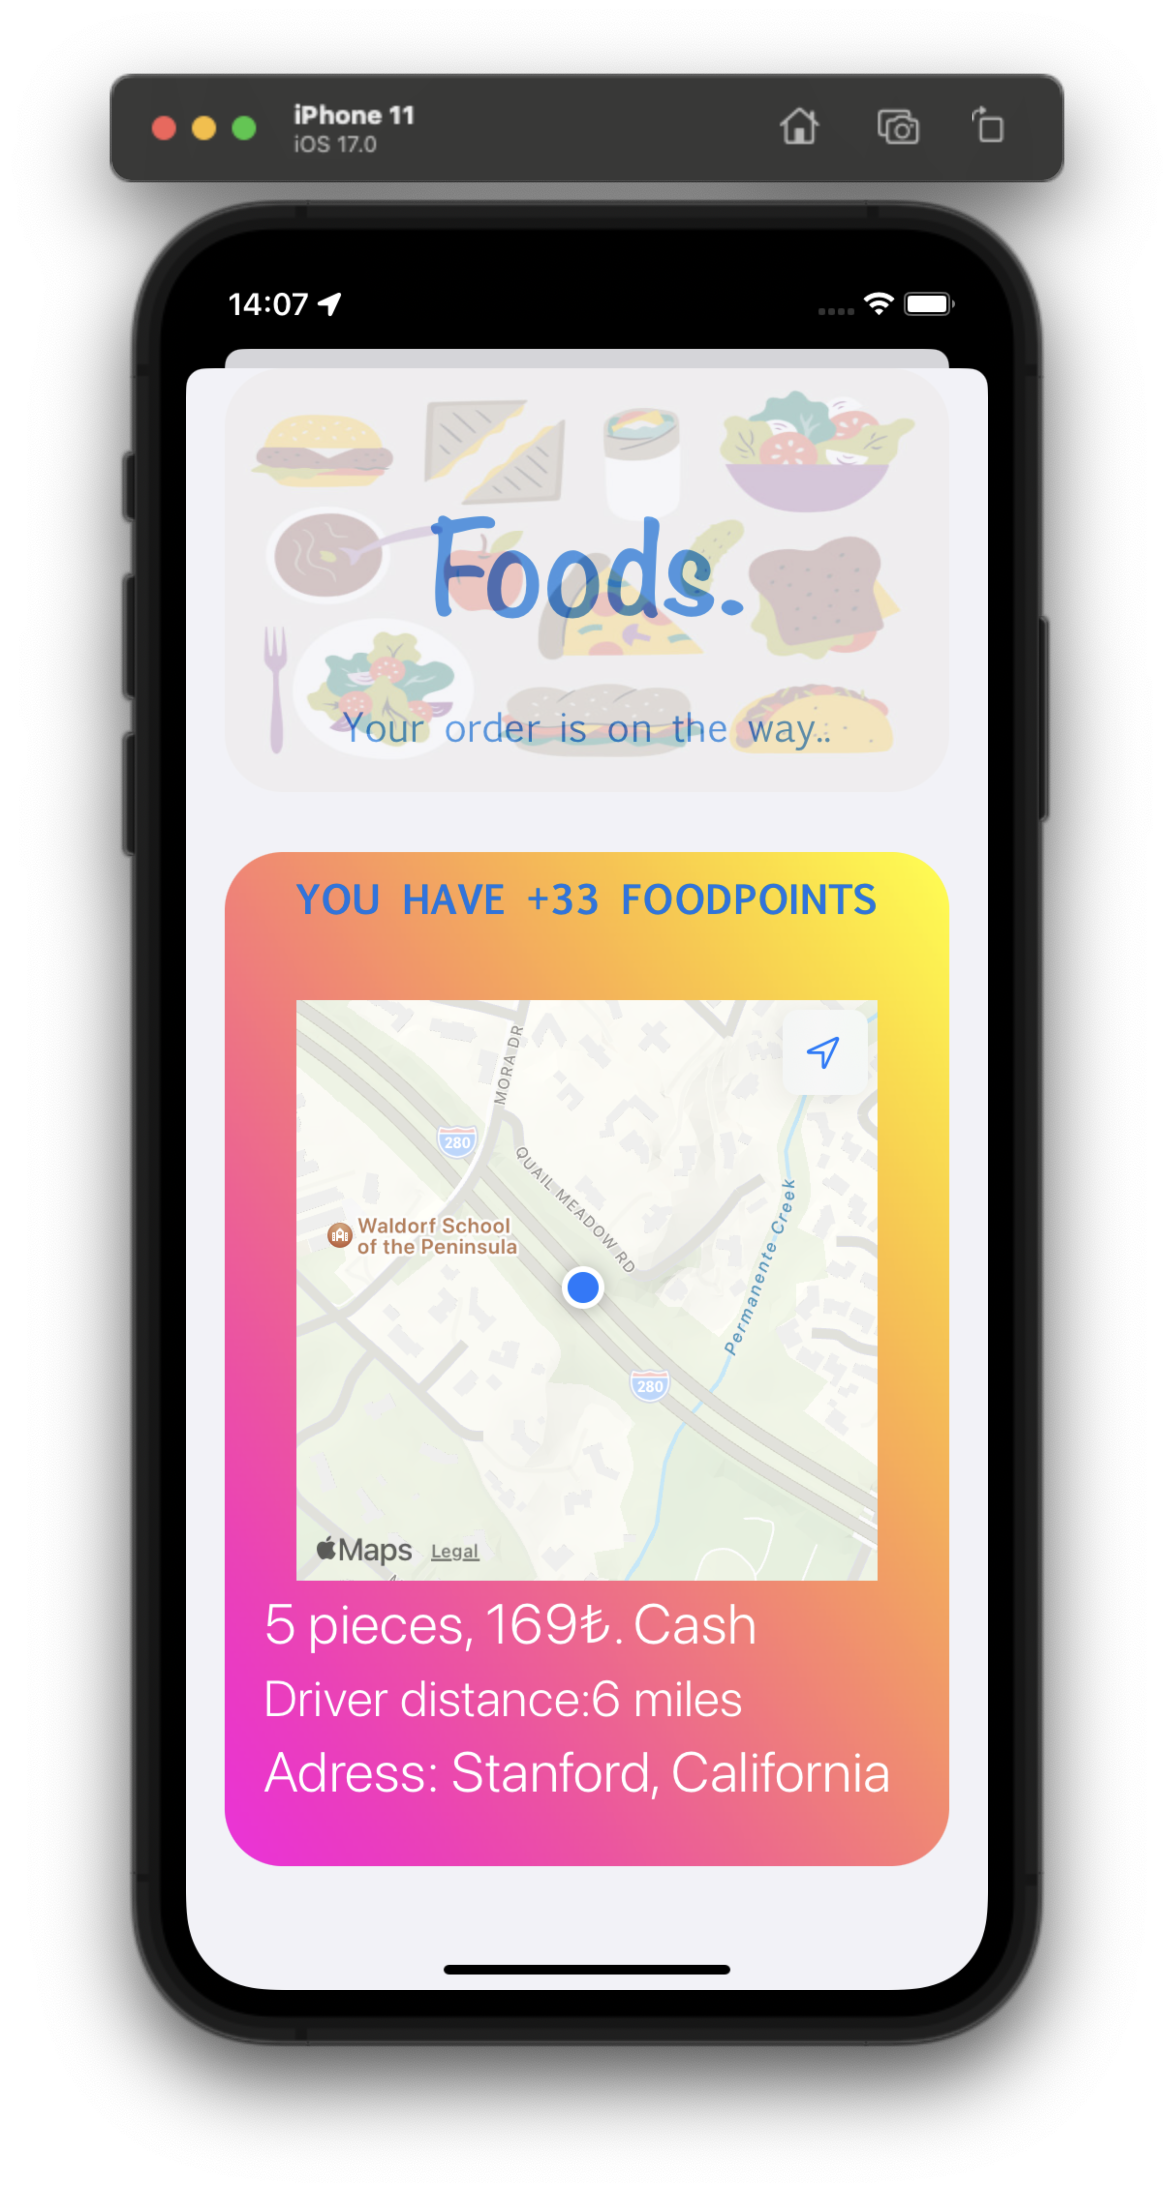 iPhone 11
iOS 17.0
14:07
Foods.
Your order is on the way..
YOU HAVE +33 FOODPOINTS
MORA DR
280
QUAIL MEADOW RD
Waldorf School
of the Peninsula
Permanente Creek
280
Maps Legal
5 pieces, 169₺. Cash
Driver distance:6 miles
Adress: Stanford, California